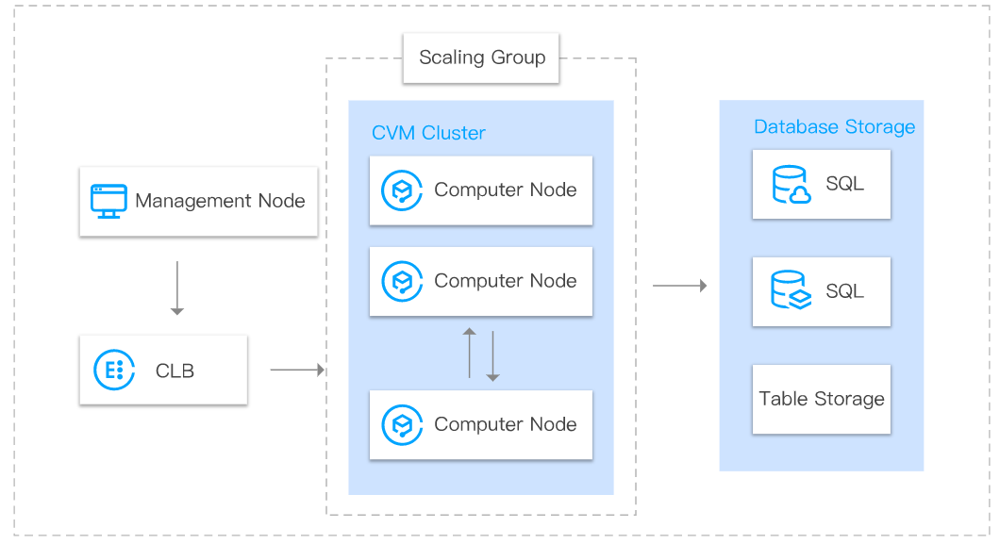 Scaling Group
CVM Cluster
Computer Node
Computer Node
Computer Node
Management Node
CLB
Database Storage
SQL
SQL
Table Storage